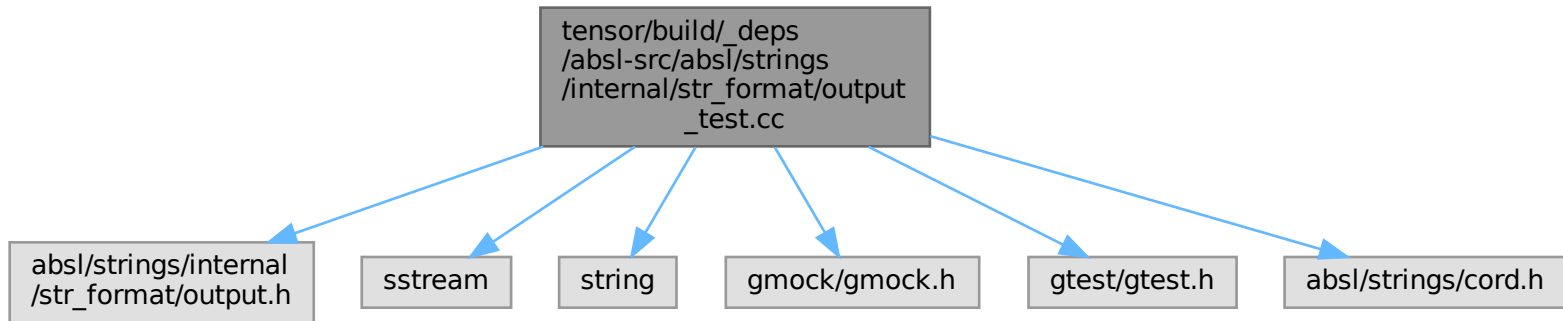 tensor/build/_deps
/absl-src/absl/strings
/internal/str_format/output
_test.cc
absl/strings/internal
/str_format/output.h
sstream
string
gmock/gmock.h
gtest/gtest.h
absl/strings/cord.h